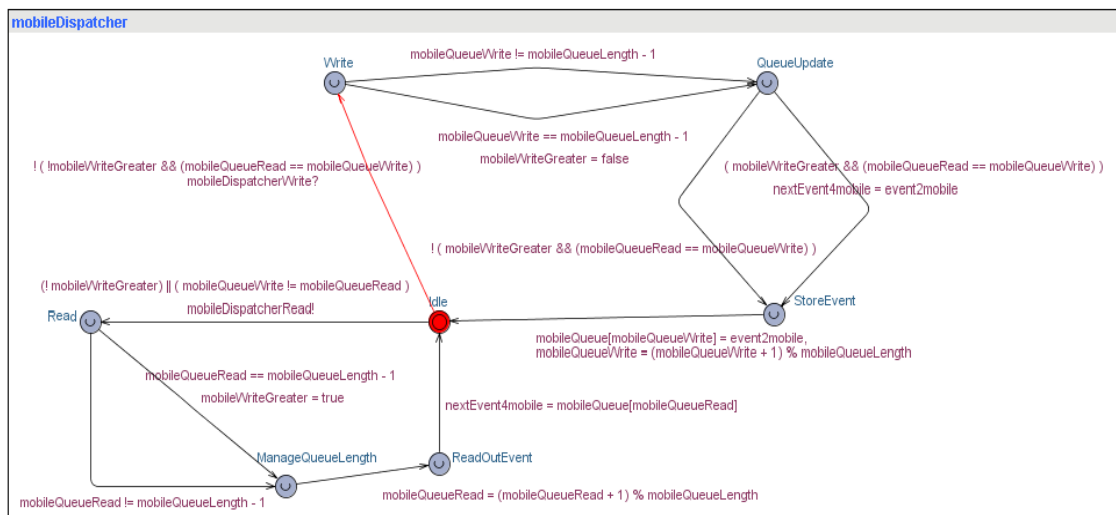 mobileDispatcher
mobileQueueWrite != mobileQueueLength - 1
Write
QueueUpdate
mobileQueueWrite == mobileQueueLength - 1
mobileWriteGreater = false
! ( !mobileWriteGreater && (mobileQueueRead == mobileQueueWrite) )
mobileDispatcherWrite?
( mobileWriteGreater && (mobileQueueRead == mobileQueueWrite) )
nextEvent4mobile = event2mobile
! ( mobileWriteGreater && (mobileQueueRead == mobileQueueWrite) )
(! mobileWriteGreater) || ( mobileQueueWrite != mobileQueueRead )
mobileDispatcherRead!
Idle
StoreEvent
Read
mobileQueue[mobileQueueWrite] = event2mobile,
mobileQueueWrite = (mobileQueueWrite + 1) % mobileQueueLength
mobileQueueRead == mobileQueueLength - 1
mobileWriteGreater = true
nextEvent4mobile = mobileQueue[mobileQueueRead]
ManageQueueLength
ReadOutEvent
mobileQueueRead != mobileQueueLength - 1
mobileQueueRead = (mobileQueueRead + 1) % mobileQueueLength